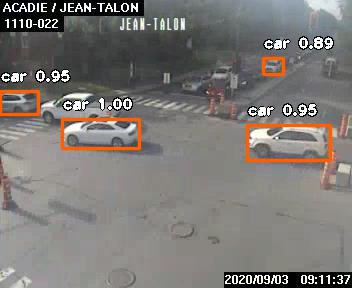 ACADIE / JEAN-TALON
1110-022
JEAN-TALON
car 0.89
car 0.95
car 1.00
car 0.95
2020/09/03 09:11:37